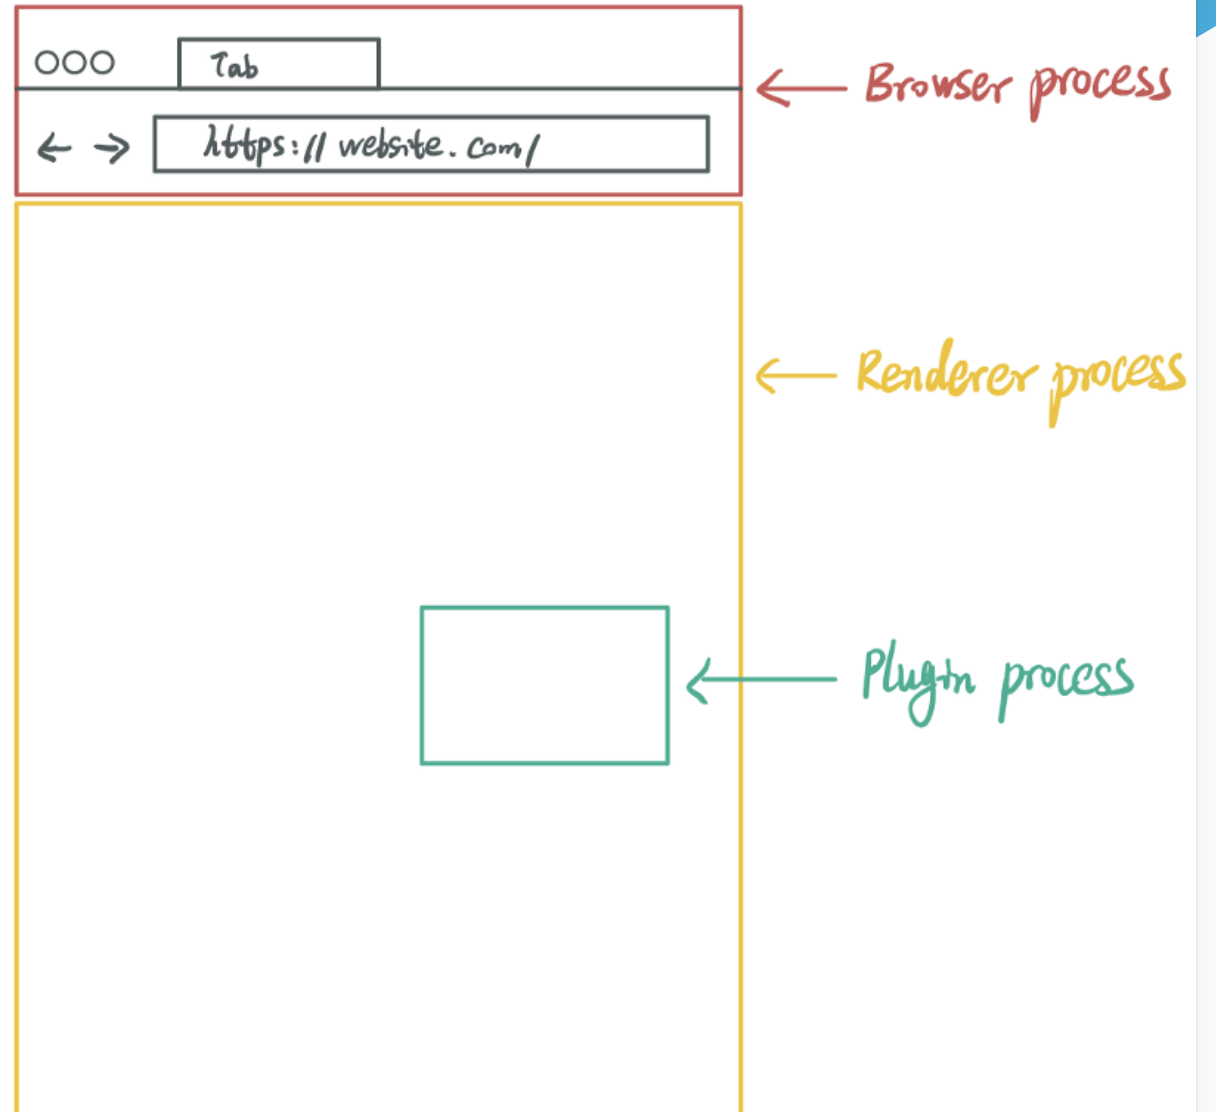 Tab
Browser process
https://website.com/
Renderer process
Plugin process